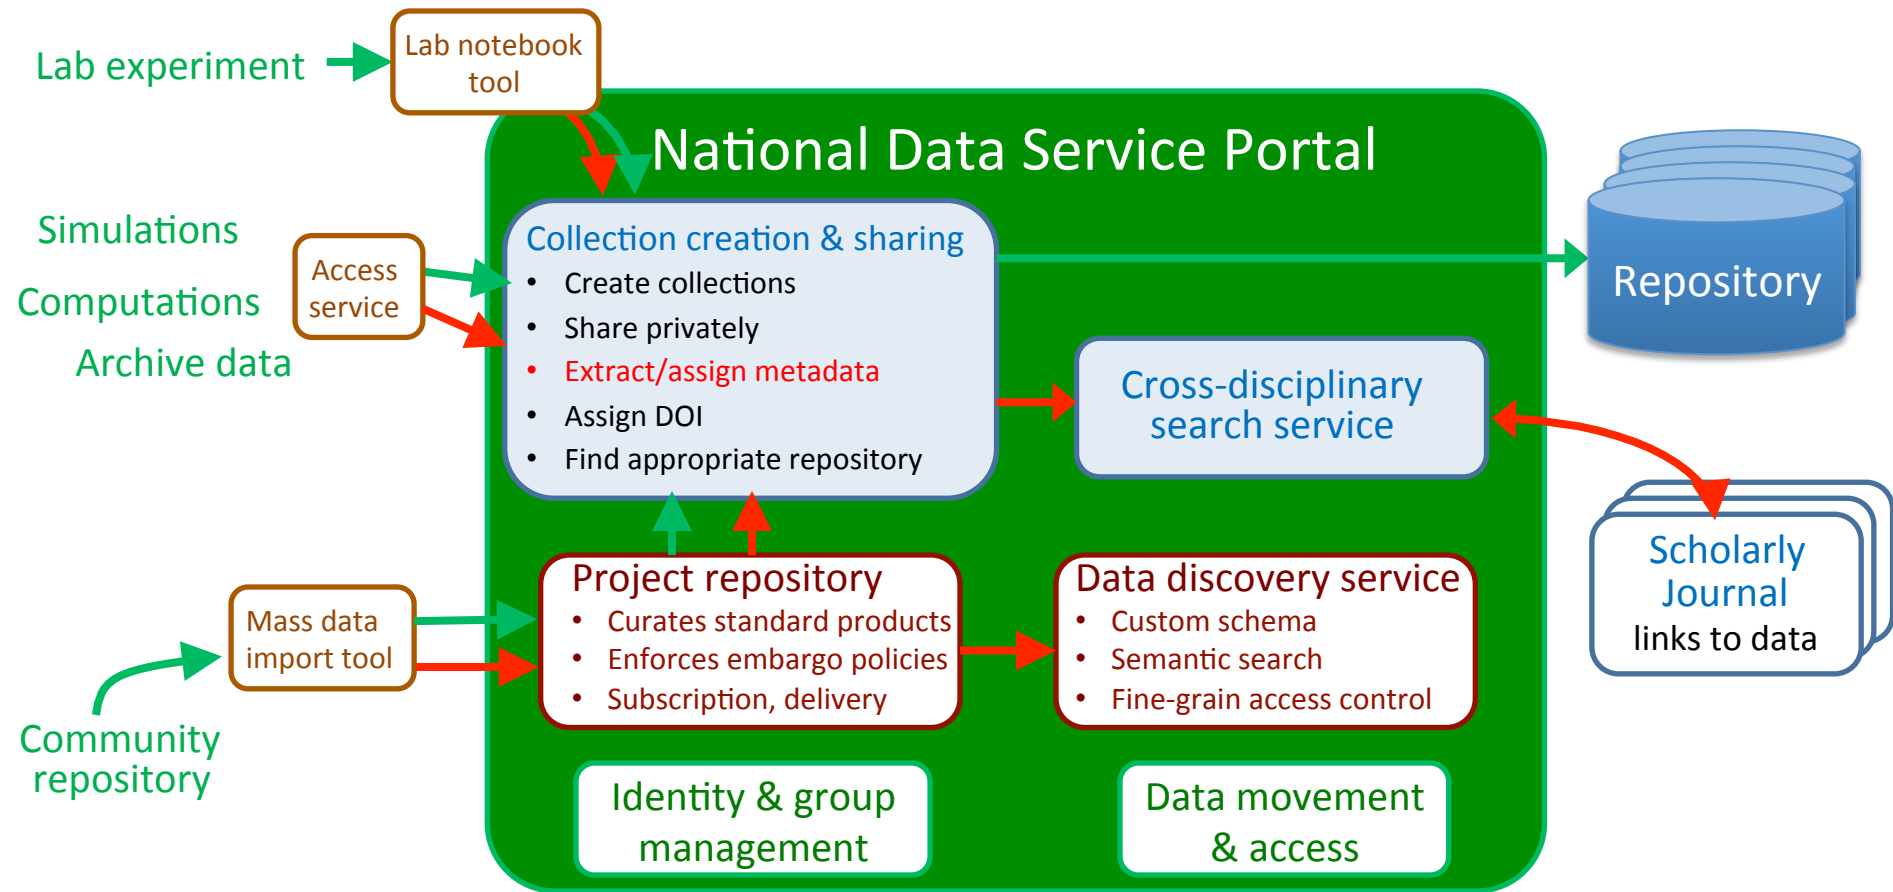 Lab experiment
Lab notebook
tool
National Data Service Portal
Simulations
Computations
Archive data
Access
service
Collection creation & sharing
• Create collections
• Share privately
• Extract/assign metadata
• Assign DOI
• Find appropriate repository
Repository
Cross-disciplinary
search service
Scholarly
Journal
links to data
Community
repository
Mass data
import tool
Project repository
• Curates standard products
• Enforces embargo policies
• Subscription, delivery
Data discovery service
• Custom schema
• Semantic search
• Fine-grain access control
Identity & group
management
Data movement
& access